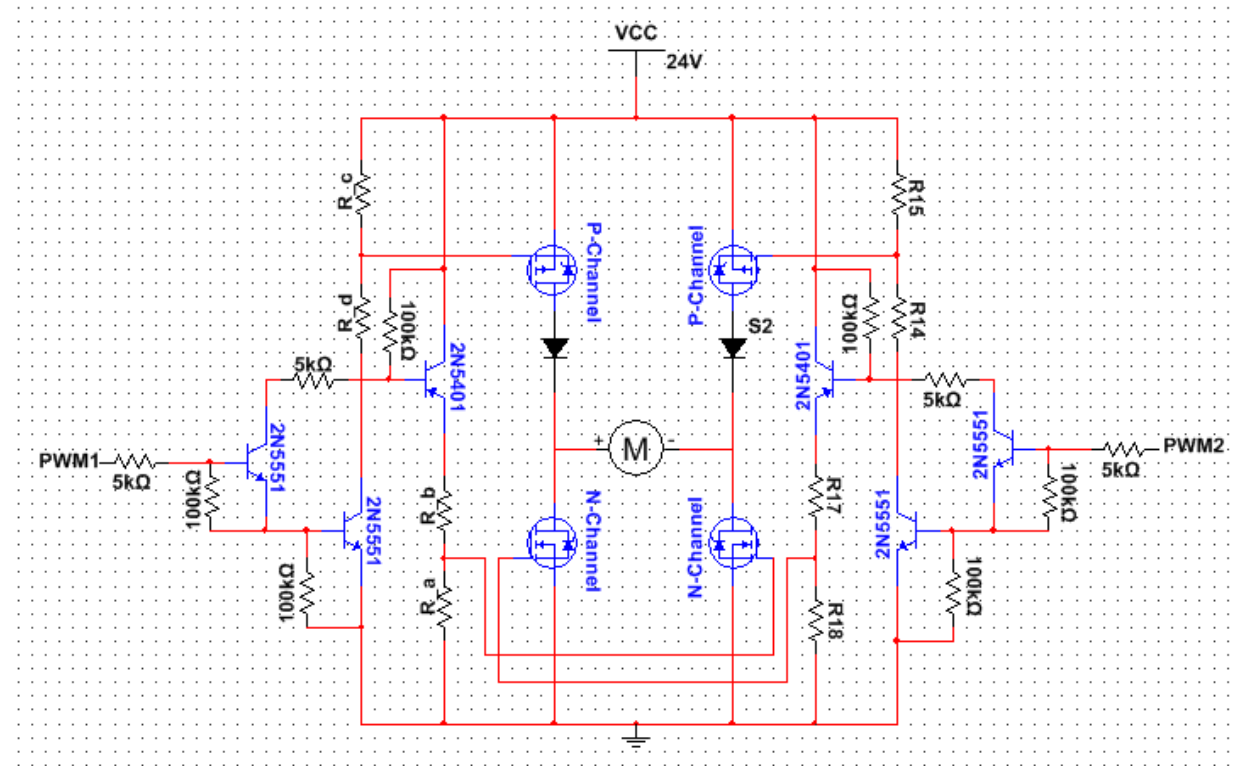 VCC
24V
R_c
R15
P-Channel
P-Channel
R_d
100kΩ
S2
100kΩ
R14
5kΩ
2N5401
2N5401
5kΩ
PWM1
5kΩ
2N5551
100kΩ
+ M -
2N5551
100kΩ
5kΩ
PWM2
2N5551
R_b
N-Channel
N-Channel
R17
2N5551
100kΩ
R_a
R18
100kΩ